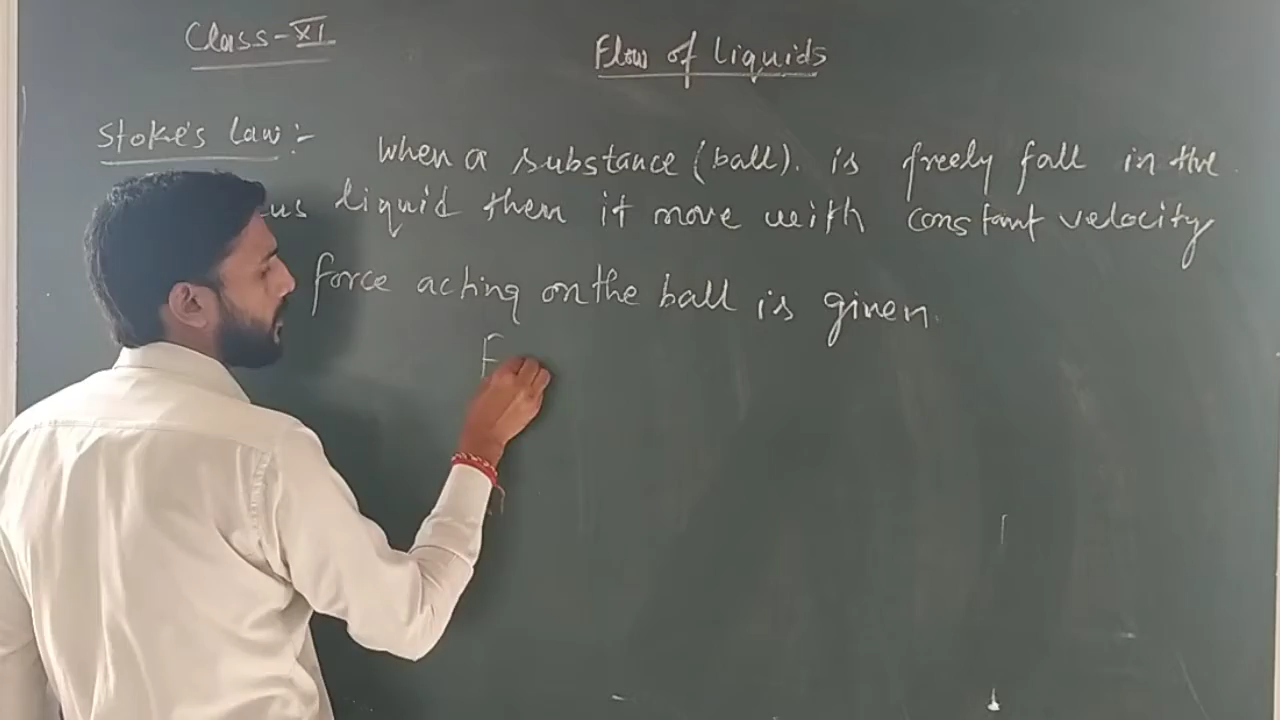 Class-XI
Flow of Liquids
Stoke's Law:- When a substance (ball). is freely fall in the
us liquid then it move with constant velocity
force acting on the ball is given.
F